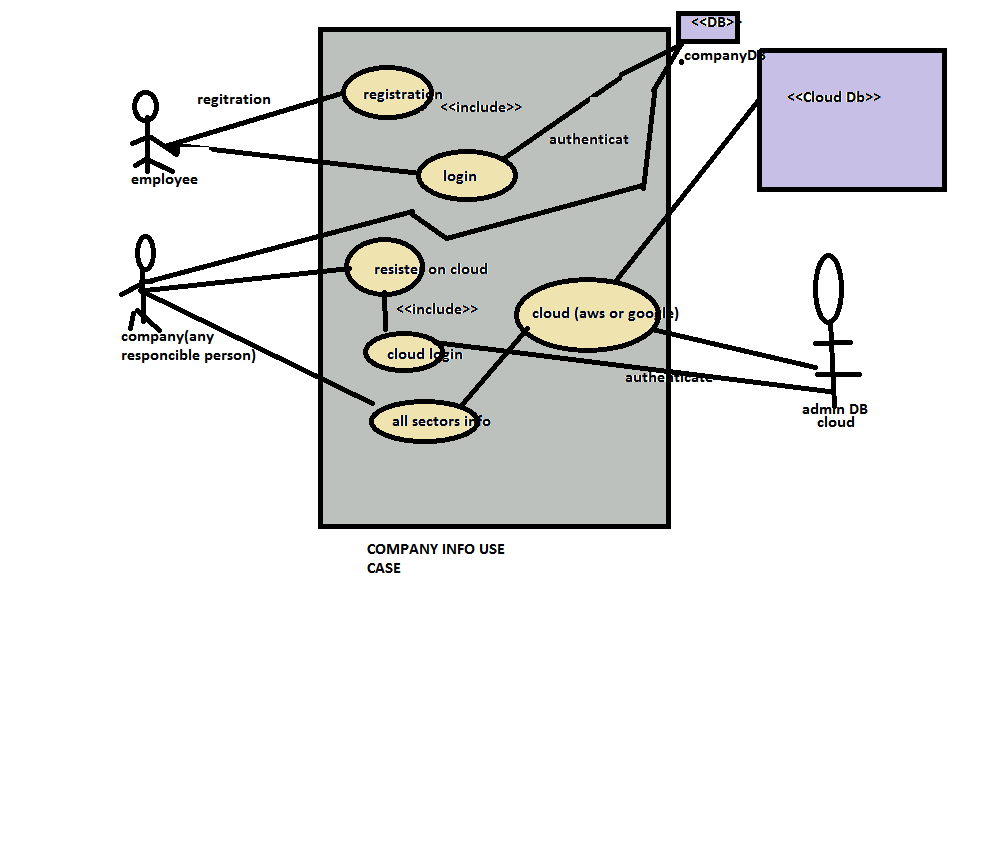 <<DB>>
companyDB
<<Cloud Db>>
regitration
registration
<<include>>
authenticat
login
employee
resister on cloud
<<include>>
cloud (aws or google)
company(any
responcible person)
cloud login
authenticate
all sectors info
admin DB
cloud
COMPANY INFO USE
CASE